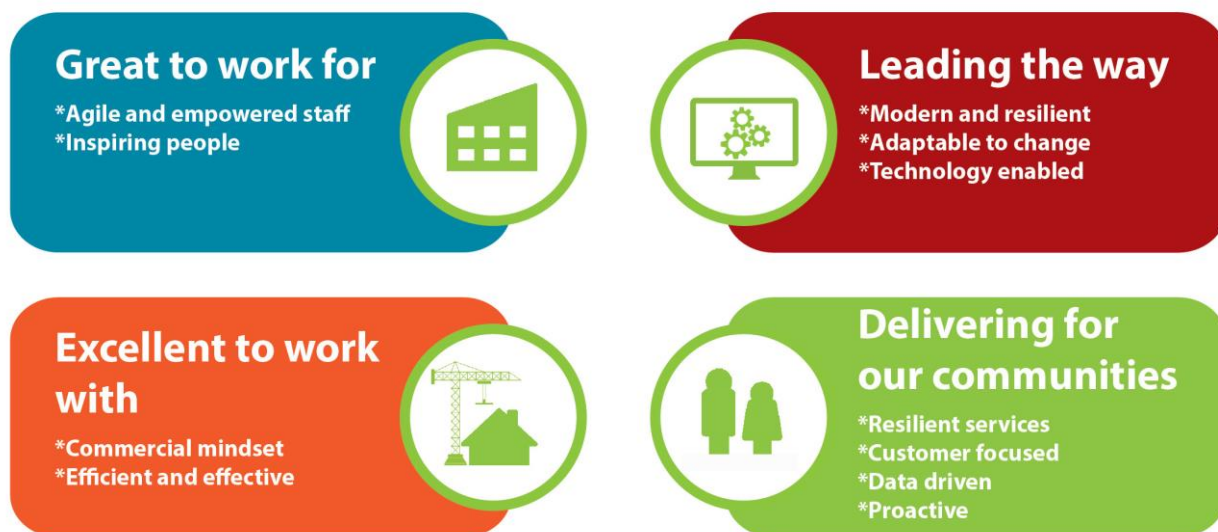 Great to work for
*Agile and empowered staff
*Inspiring people
Leading the way
*Modern and resilient
*Adaptable to change
*Technology enabled
Excellent to work
with
*Commercial mindset
*Efficient and effective
Delivering for
our communities
*Resilient services
*Customer focused
*Data driven
*Proactive